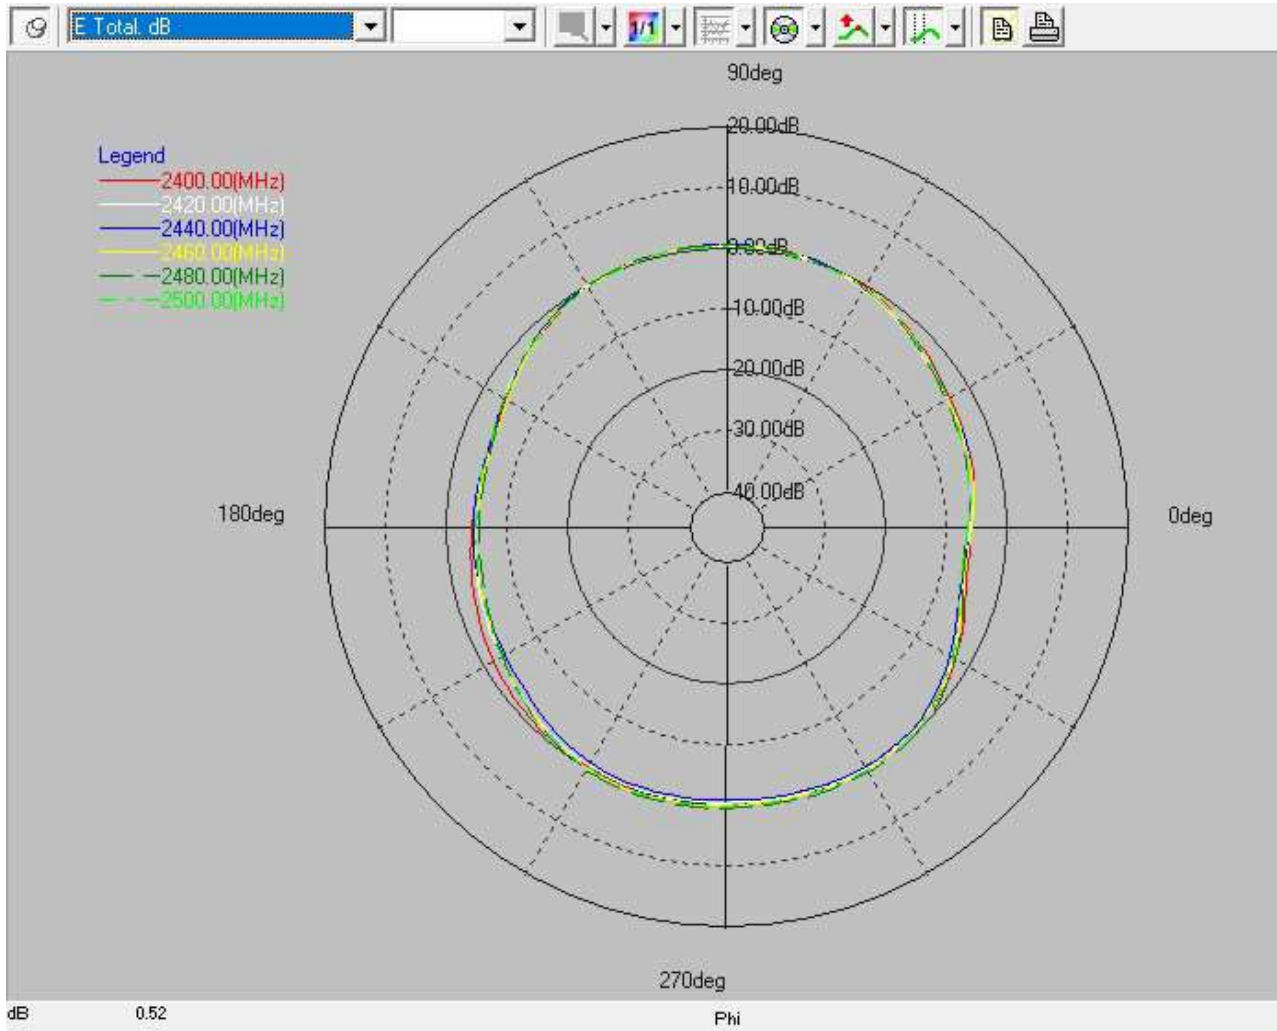 E Total. dB
1/1
90deg
20.00dB
Legend
2400.00(MHz)
10.00dB
2420.00(MHz)
2440.00(MHz)
0.00dB
2460.00(MHz)
2480.00(MHz)
2500.00(MHz)
-10.00dB
-20.00dB
-30.00dB
-40.00dB
180deg
0deg
270deg
dB 0.52
Phi